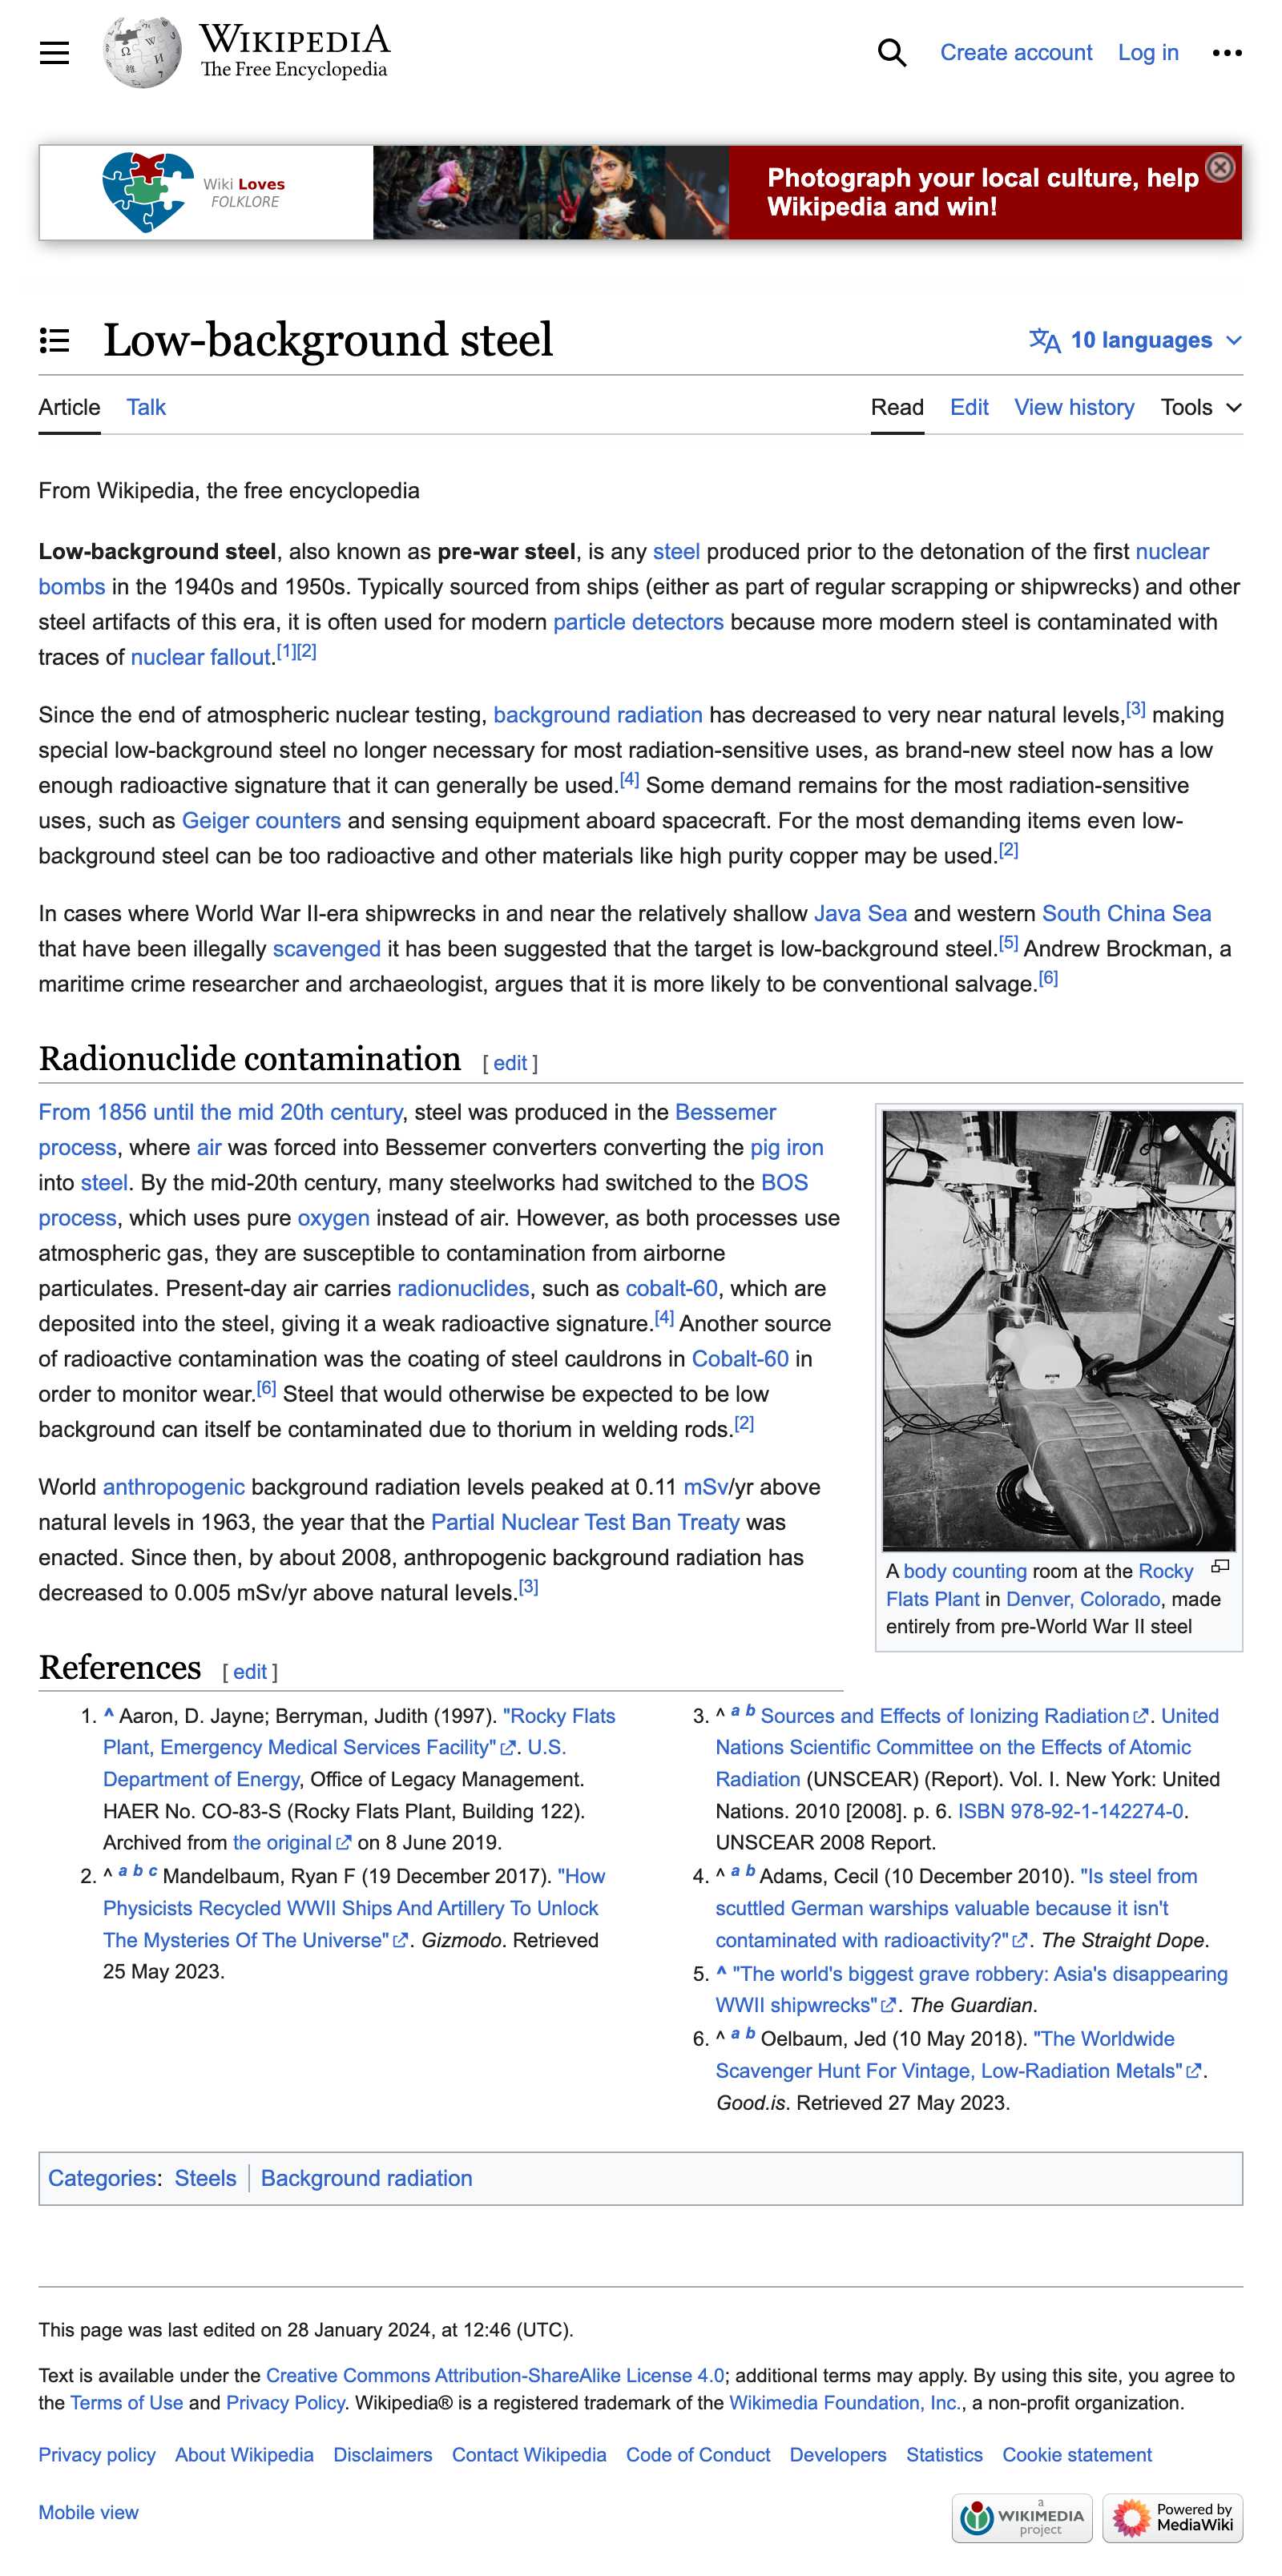 WIKIPEDIA
The Free Encyclopedia
Create account Log in
Wiki Loves
FOLKLORE
Photograph your local culture, help
Wikipedia and win!
Low-background steel
10 languages
Article Talk Read Edit View history Tools
From Wikipedia, the free encyclopedia
Low-background steel, also known as pre-war steel, is any steel produced prior to the detonation of the first nuclear
bombs in the 1940s and 1950s. Typically sourced from ships (either as part of regular scrapping or shipwrecks) and other
steel artifacts of this era, it is often used for modern particle detectors because more modern steel is contaminated with
traces of nuclear fallout.[1][2]
Since the end of atmospheric nuclear testing, background radiation has decreased to very near natural levels,[3] making
special low-background steel no longer necessary for most radiation-sensitive uses, as brand-new steel now has a low
enough radioactive signature that it can generally be used.[4] Some demand remains for the most radiation-sensitive
uses, such as Geiger counters and sensing equipment aboard spacecraft. For the most demanding items even low-
background steel can be too radioactive and other materials like high purity copper may be used.[2]
In cases where World War II-era shipwrecks in and near the relatively shallow Java Sea and western South China Sea
that have been illegally scavenged it has been suggested that the target is low-background steel.[5] Andrew Brockman, a
maritime crime researcher and archaeologist, argues that it is more likely to be conventional salvage.[6]
Radionuclide contamination [ edit ]
From 1856 until the mid 20th century, steel was produced in the Bessemer
process, where air was forced into Bessemer converters converting the pig iron
into steel. By the mid-20th century, many steelworks had switched to the BOS
process, which uses pure oxygen instead of air. However, as both processes use
atmospheric gas, they are susceptible to contamination from airborne
particulates. Present-day air carries radionuclides, such as cobalt-60, which are
deposited into the steel, giving it a weak radioactive signature.[4] Another source
of radioactive contamination was the coating of steel cauldrons in Cobalt-60 in
order to monitor wear.[6] Steel that would otherwise be expected to be low
background can itself be contaminated due to thorium in welding rods.[2]
World anthropogenic background radiation levels peaked at 0.11 mSv/yr above
natural levels in 1963, the year that the Partial Nuclear Test Ban Treaty was
enacted. Since then, by about 2008, anthropogenic background radiation has
decreased to 0.005 mSv/yr above natural levels.[3]
A body counting room at the Rocky
Flats Plant in Denver, Colorado, made
entirely from pre-World War II steel
References [ edit ]
1. ^ Aaron, D. Jayne; Berryman, Judith (1997). "Rocky Flats
Plant, Emergency Medical Services Facility". U.S.
Department of Energy, Office of Legacy Management.
HAER No. CO-83-S (Rocky Flats Plant, Building 122).
Archived from the original on 8 June 2019.
2. ^ a b c Mandelbaum, Ryan F (19 December 2017). "How
Physicists Recycled WWII Ships And Artillery To Unlock
The Mysteries Of The Universe". Gizmodo. Retrieved
25 May 2023.
3. ^ a b Sources and Effects of Ionizing Radiation. United
Nations Scientific Committee on the Effects of Atomic
Radiation (UNSCEAR) (Report). Vol. I. New York: United
Nations. 2010 [2008]. p. 6. ISBN 978-92-1-142274-0.
UNSCEAR 2008 Report.
4. ^ a b Adams, Cecil (10 December 2010). "Is steel from
scuttled German warships valuable because it isn't
contaminated with radioactivity?". The Straight Dope.
5. ^ "The world's biggest grave robbery: Asia's disappearing
WWII shipwrecks". The Guardian.
6. ^ a b Oelbaum, Jed (10 May 2018). "The Worldwide
Scavenger Hunt For Vintage, Low-Radiation Metals".
Good.is. Retrieved 27 May 2023.
Categories: Steels | Background radiation
This page was last edited on 28 January 2024, at 12:46 (UTC).
Text is available under the Creative Commons Attribution-ShareAlike License 4.0; additional terms may apply. By using this site, you agree to
the Terms of Use and Privacy Policy. Wikipedia® is a registered trademark of the Wikimedia Foundation, Inc., a non-profit organization.
Privacy policy About Wikipedia Disclaimers Contact Wikipedia Code of Conduct Developers Statistics Cookie statement
Mobile view
a
WIKIMEDIA
project
Powered by
MediaWiki